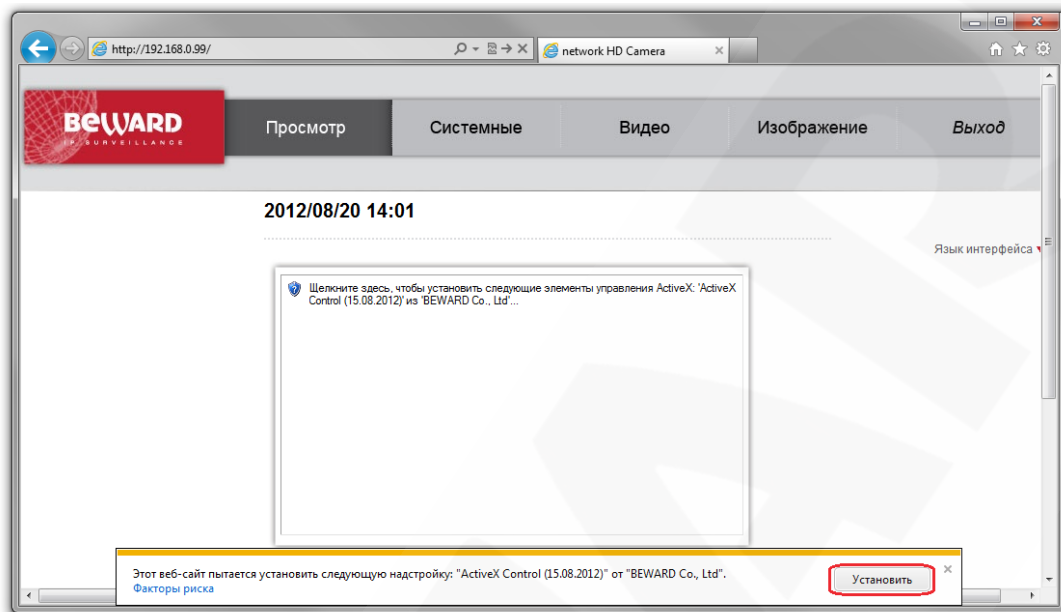 http://192.168.0.99/
network HD Camera
BEWARD
IP SURVEILLANCE
Просмотр
Системные
Видео
Изображение
Выход
2012/08/20 14:01
Язык интерфейса
Щелкните здесь, чтобы установить следующие элементы управления ActiveX: 'ActiveX
Control (15.08.2012)' из 'BEWARD Co., Ltd'...
Этот веб-сайт пытается установить следующую надстройку: "ActiveX Control (15.08.2012)" от "BEWARD Co., Ltd".
Факторы риска
Установить